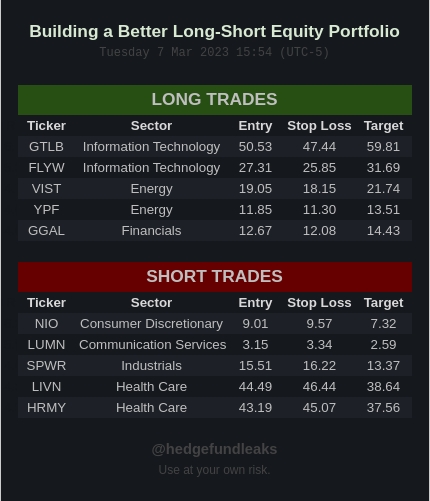 Building a Better Long-Short Equity Portfolio
Tuesday 7 Mar 2023 15:54 (UTC-5)
LONG TRADES
Ticker Sector Entry Stop Loss Target
GTLB Information Technology 50.53 47.44 59.81
FLYW Information Technology 27.31 25.85 31.69
VIST Energy 19.05 18.15 21.74
YPF Energy 11.85 11.30 13.51
GGAL Financials 12.67 12.08 14.43
SHORT TRADES
Ticker Sector Entry Stop Loss Target
NIO Consumer Discretionary 9.01 9.57 7.32
LUMN Communication Services 3.15 3.34 2.59
SPWR Industrials 15.51 16.22 13.37
LIVN Health Care 44.49 46.44 38.64
HRMY Health Care 43.19 45.07 37.56
@hedgefundleaks
Use at your own risk.